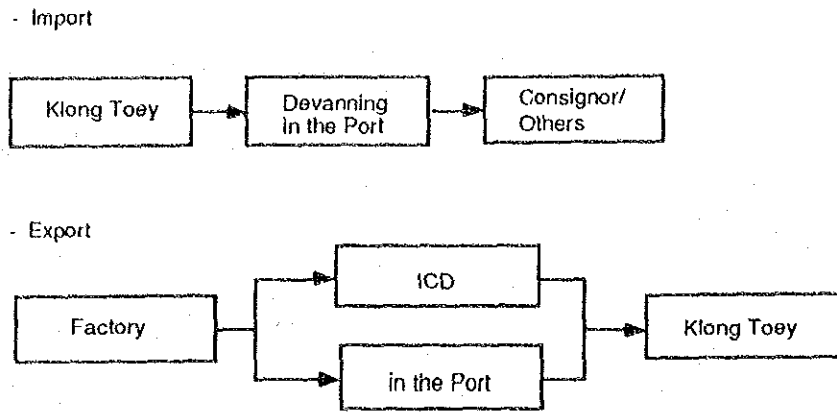 - Import
Klong Toey
Devanning
In the Port
Consignor/
Others
- Export
Factory
ICD
in the Port
Klong Toey